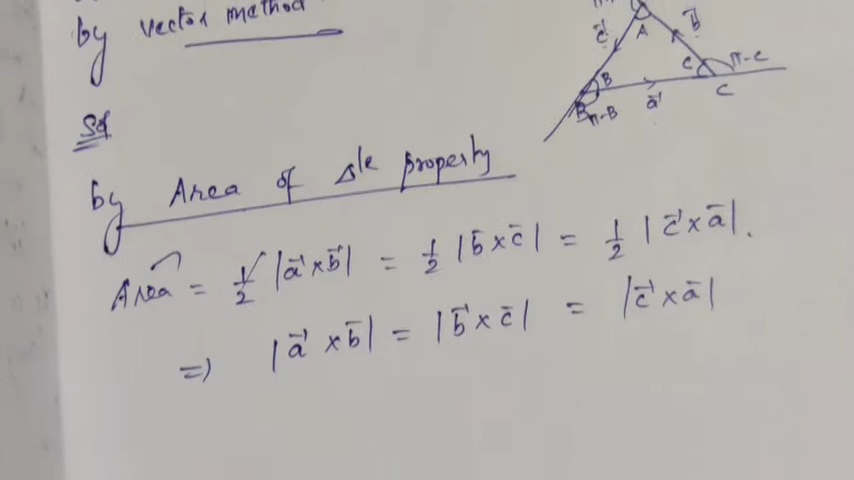 by vector method
Sol
by Area of Δle property
Area = 1/2 |a⃗ × b⃗| = 1/2 |b̄ × c̄| = 1/2 |c⃗ × ā|.
=> |a⃗ × b̄| = |b⃗ × c̄| = |c⃗ × ā|
A
c⃗
b⃗
B
C
π-C
B
π-B
a⃗
C